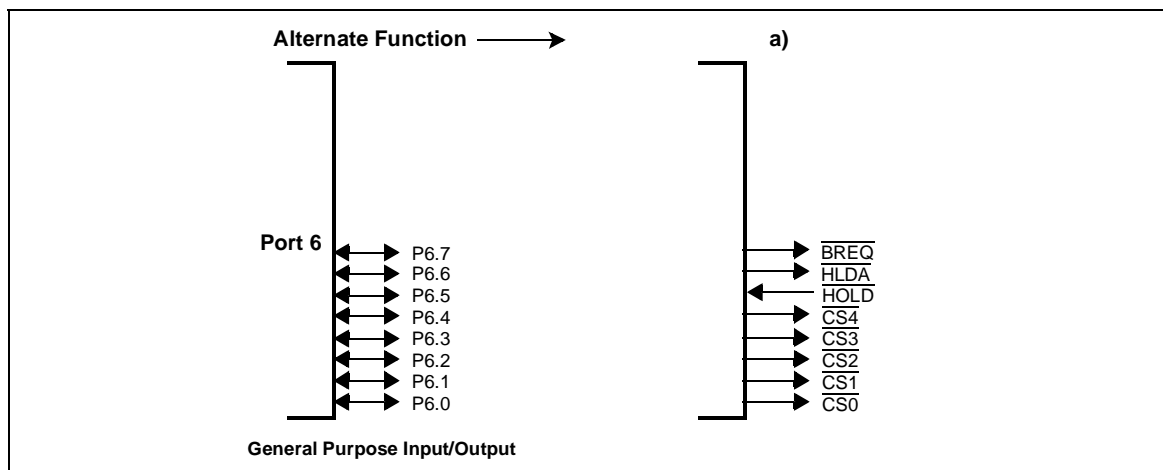 Alternate Function a)
Port 6
P6.7 BREQ
P6.6 HLDA
P6.5 HOLD
P6.4 CS4
P6.3 CS3
P6.2 CS2
P6.1 CS1
P6.0 CS0
General Purpose Input/Output